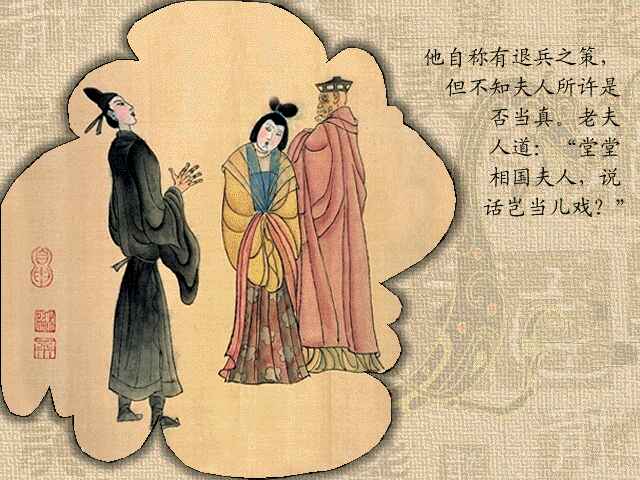 他自称有退兵之策，
但不知夫人所许是
否当真。老夫
人道：“堂堂
相国夫人，说
话岂当儿戏？”